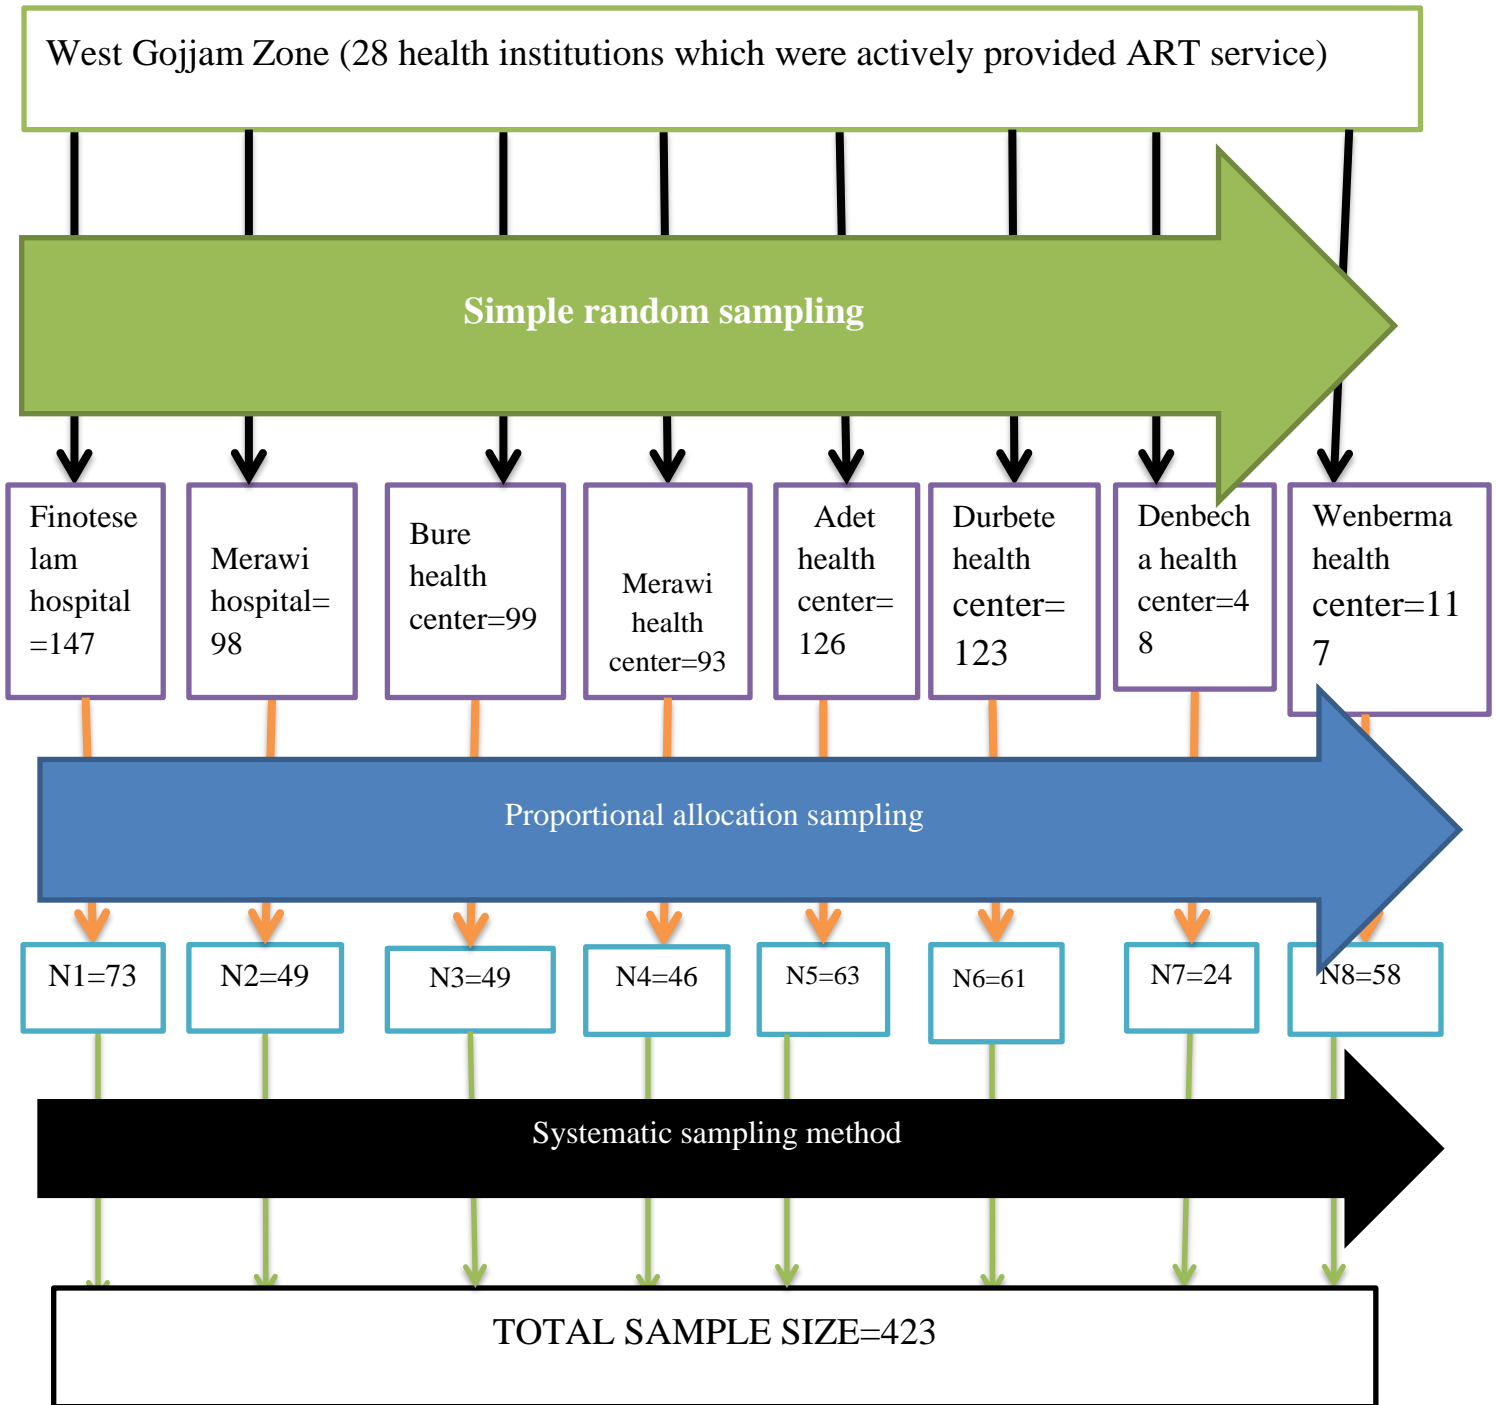 West Gojjam Zone (28 health institutions which were actively provided ART service)
Simple random sampling
Finotese
lam
hospital
=147
Merawi
hospital=
98
Bure
health
center=99
Merawi
health
center=93
Adet
health
center=
126
Durbete
health
center=
123
Denbech
a health
center=4
8
Wenberma
health
center=11
7
Proportional allocation sampling
N1=73
N2=49
N3=49
N4=46
N5=63
N6=61
N7=24
N8=58
Systematic sampling method
TOTAL SAMPLE SIZE=423